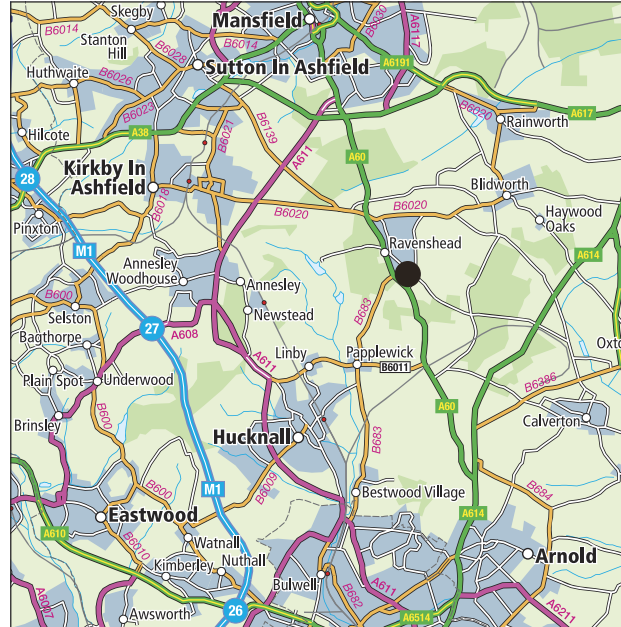 Skegby
Mansfield
B6030
A6117
B6014
Stanton
Hill
B6028
B6014
A6191
Huthwaite
B6026
Sutton In Ashfield
B6023
B6020
A617
Rainworth
Hilcote
A38
B6021
B6139
A611
A60
28
Kirkby In
Ashfield
B6018
Blidworth
B6020
B6020
Haywood
Oaks
Pinxton
Ravenshead
M1
A614
Annesley
Woodhouse
Annesley
B600
Selston
Newstead
B683
27
A608
Bagthorpe
Oxto
Linby
Papplewick
A611
B6011
Plain Spot
Underwood
B6386
A60
Brinsley
B600
Calverton
Hucknall
B683
B6009
M1
B600
Bestwood Village
B684
Eastwood
A614
A610
B6010
Watnall
Nuthall
Kimberley
Arnold
Bulwell
A611
B682
A6007
Awsworth
26
A6514
A6211